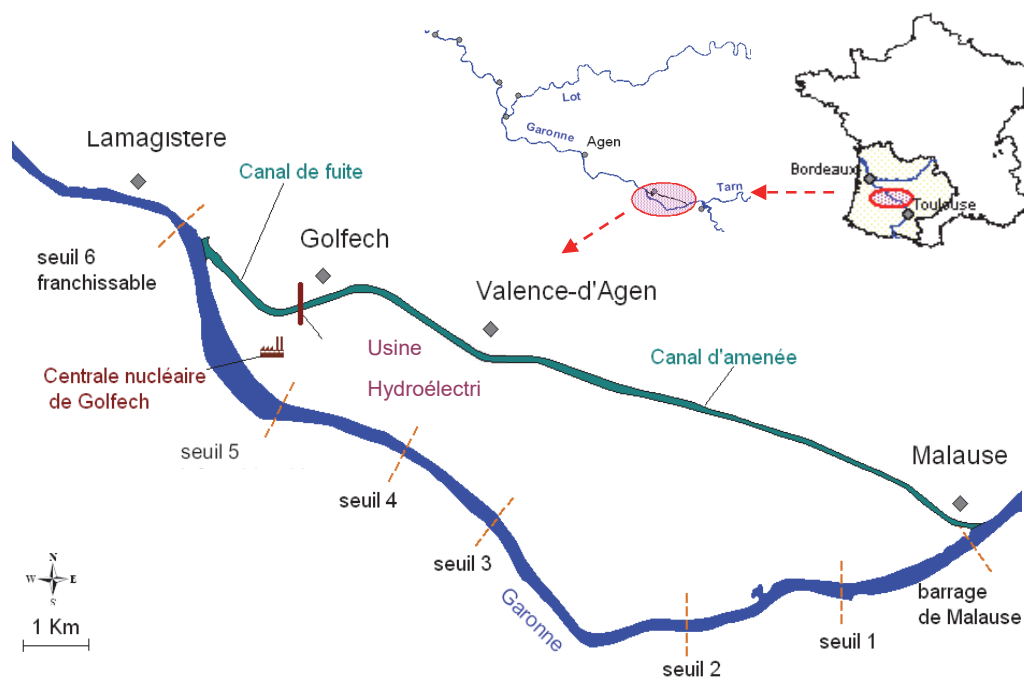 Lot
Garonne
Agen
Tarn
Bordeaux
Toulouse
Lamagistere
Canal de fuite
Golfech
seuil 6
franchissable
Valence-d'Agen
Usine
Hydroélectri
Canal d'amenée
Centrale nucléaire
de Golfech
seuil 5
Malause
seuil 4
seuil 3
Garonne
barrage
de Malause
seuil 1
seuil 2
N
W E
S
1 Km